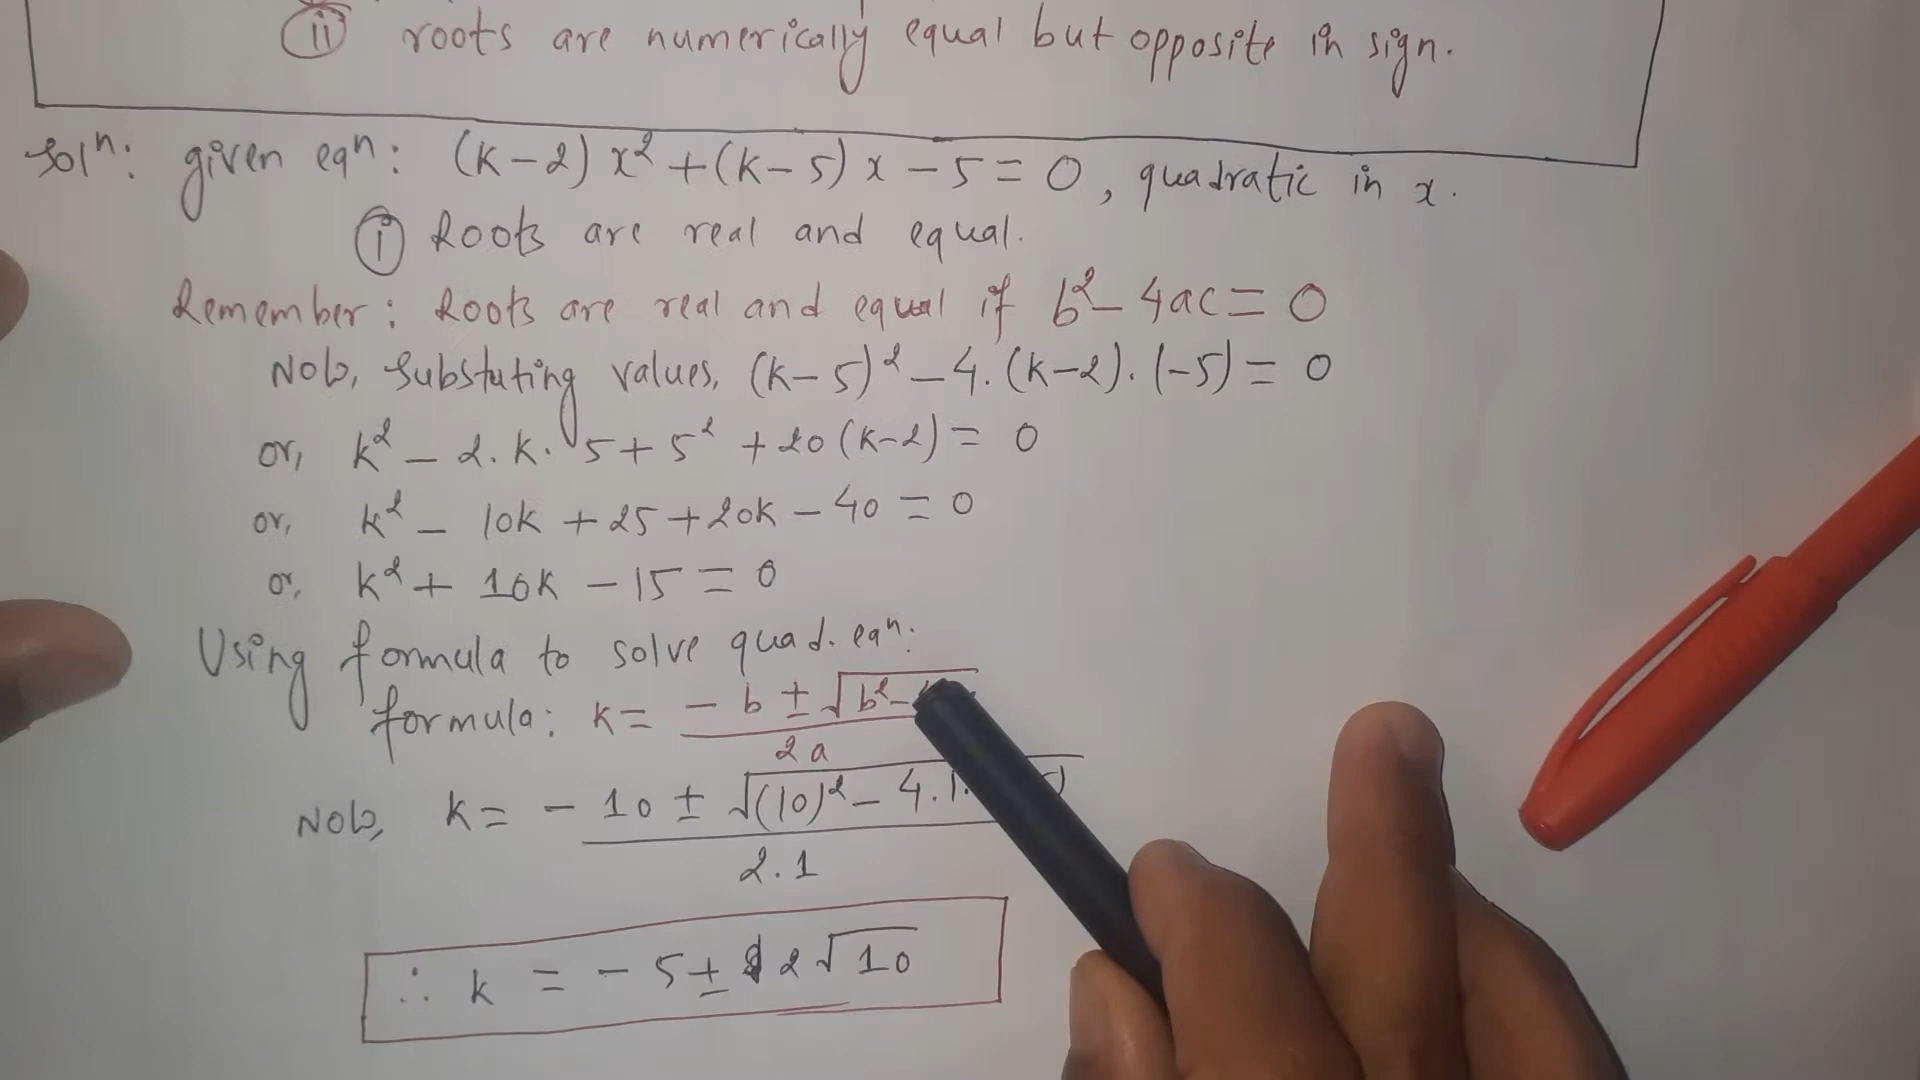 (ii) roots are numerically equal but opposite in sign.
Solⁿ: given eqⁿ: (k-2) x² + (k-5) x - 5 = 0, quadratic in x.
(i) Roots are real and equal.
Remember: Roots are real and equal if b² - 4ac = 0
Now, Substuting values, (k-5)² - 4. (k-2). (-5) = 0
or, k² - 2. k. 5 + 5² + 20 (k-2) = 0
or, k² - 10k + 25 + 20k - 40 = 0
or, k² + 10k - 15 = 0
Using formula to solve quad. eqⁿ.
formula: k = - b ± √b² -
2a
Now, k = - 10 ± √(10)² - 4. 1. )
2.1
∴ k = - 5 ± 2√10